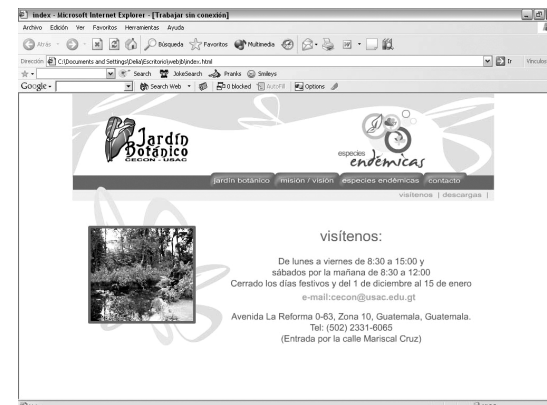 index - Microsoft Internet Explorer - [Trabajar sin conexión]
Archivo Edición Ver Favoritos Herramientas Ayuda
Atrás Búsqueda Favoritos Multimedia
Dirección C:\Documents and Settings\Delia\Escritorio\web\jb\index.html Ir Vínculos
Search JokeSearch Pranks Smileys
Google Search Web 0 blocked AutoFill Options
Jardín
Botánico
CECON - USAC
especies
endémicas
jardín botánico misión / visión especies endémicas contacto
visítenos | descargas |
visítenos:
De lunes a viernes de 8:30 a 15:00 y
sábados por la mañana de 8:30 a 12:00
Cerrado los días festivos y del 1 de diciembre al 15 de enero
e-mail:cecon@usac.edu.gt
Avenida La Reforma 0-63, Zona 10, Guatemala, Guatemala.
Tel: (502) 2331-6065
(Entrada por la calle Mariscal Cruz)